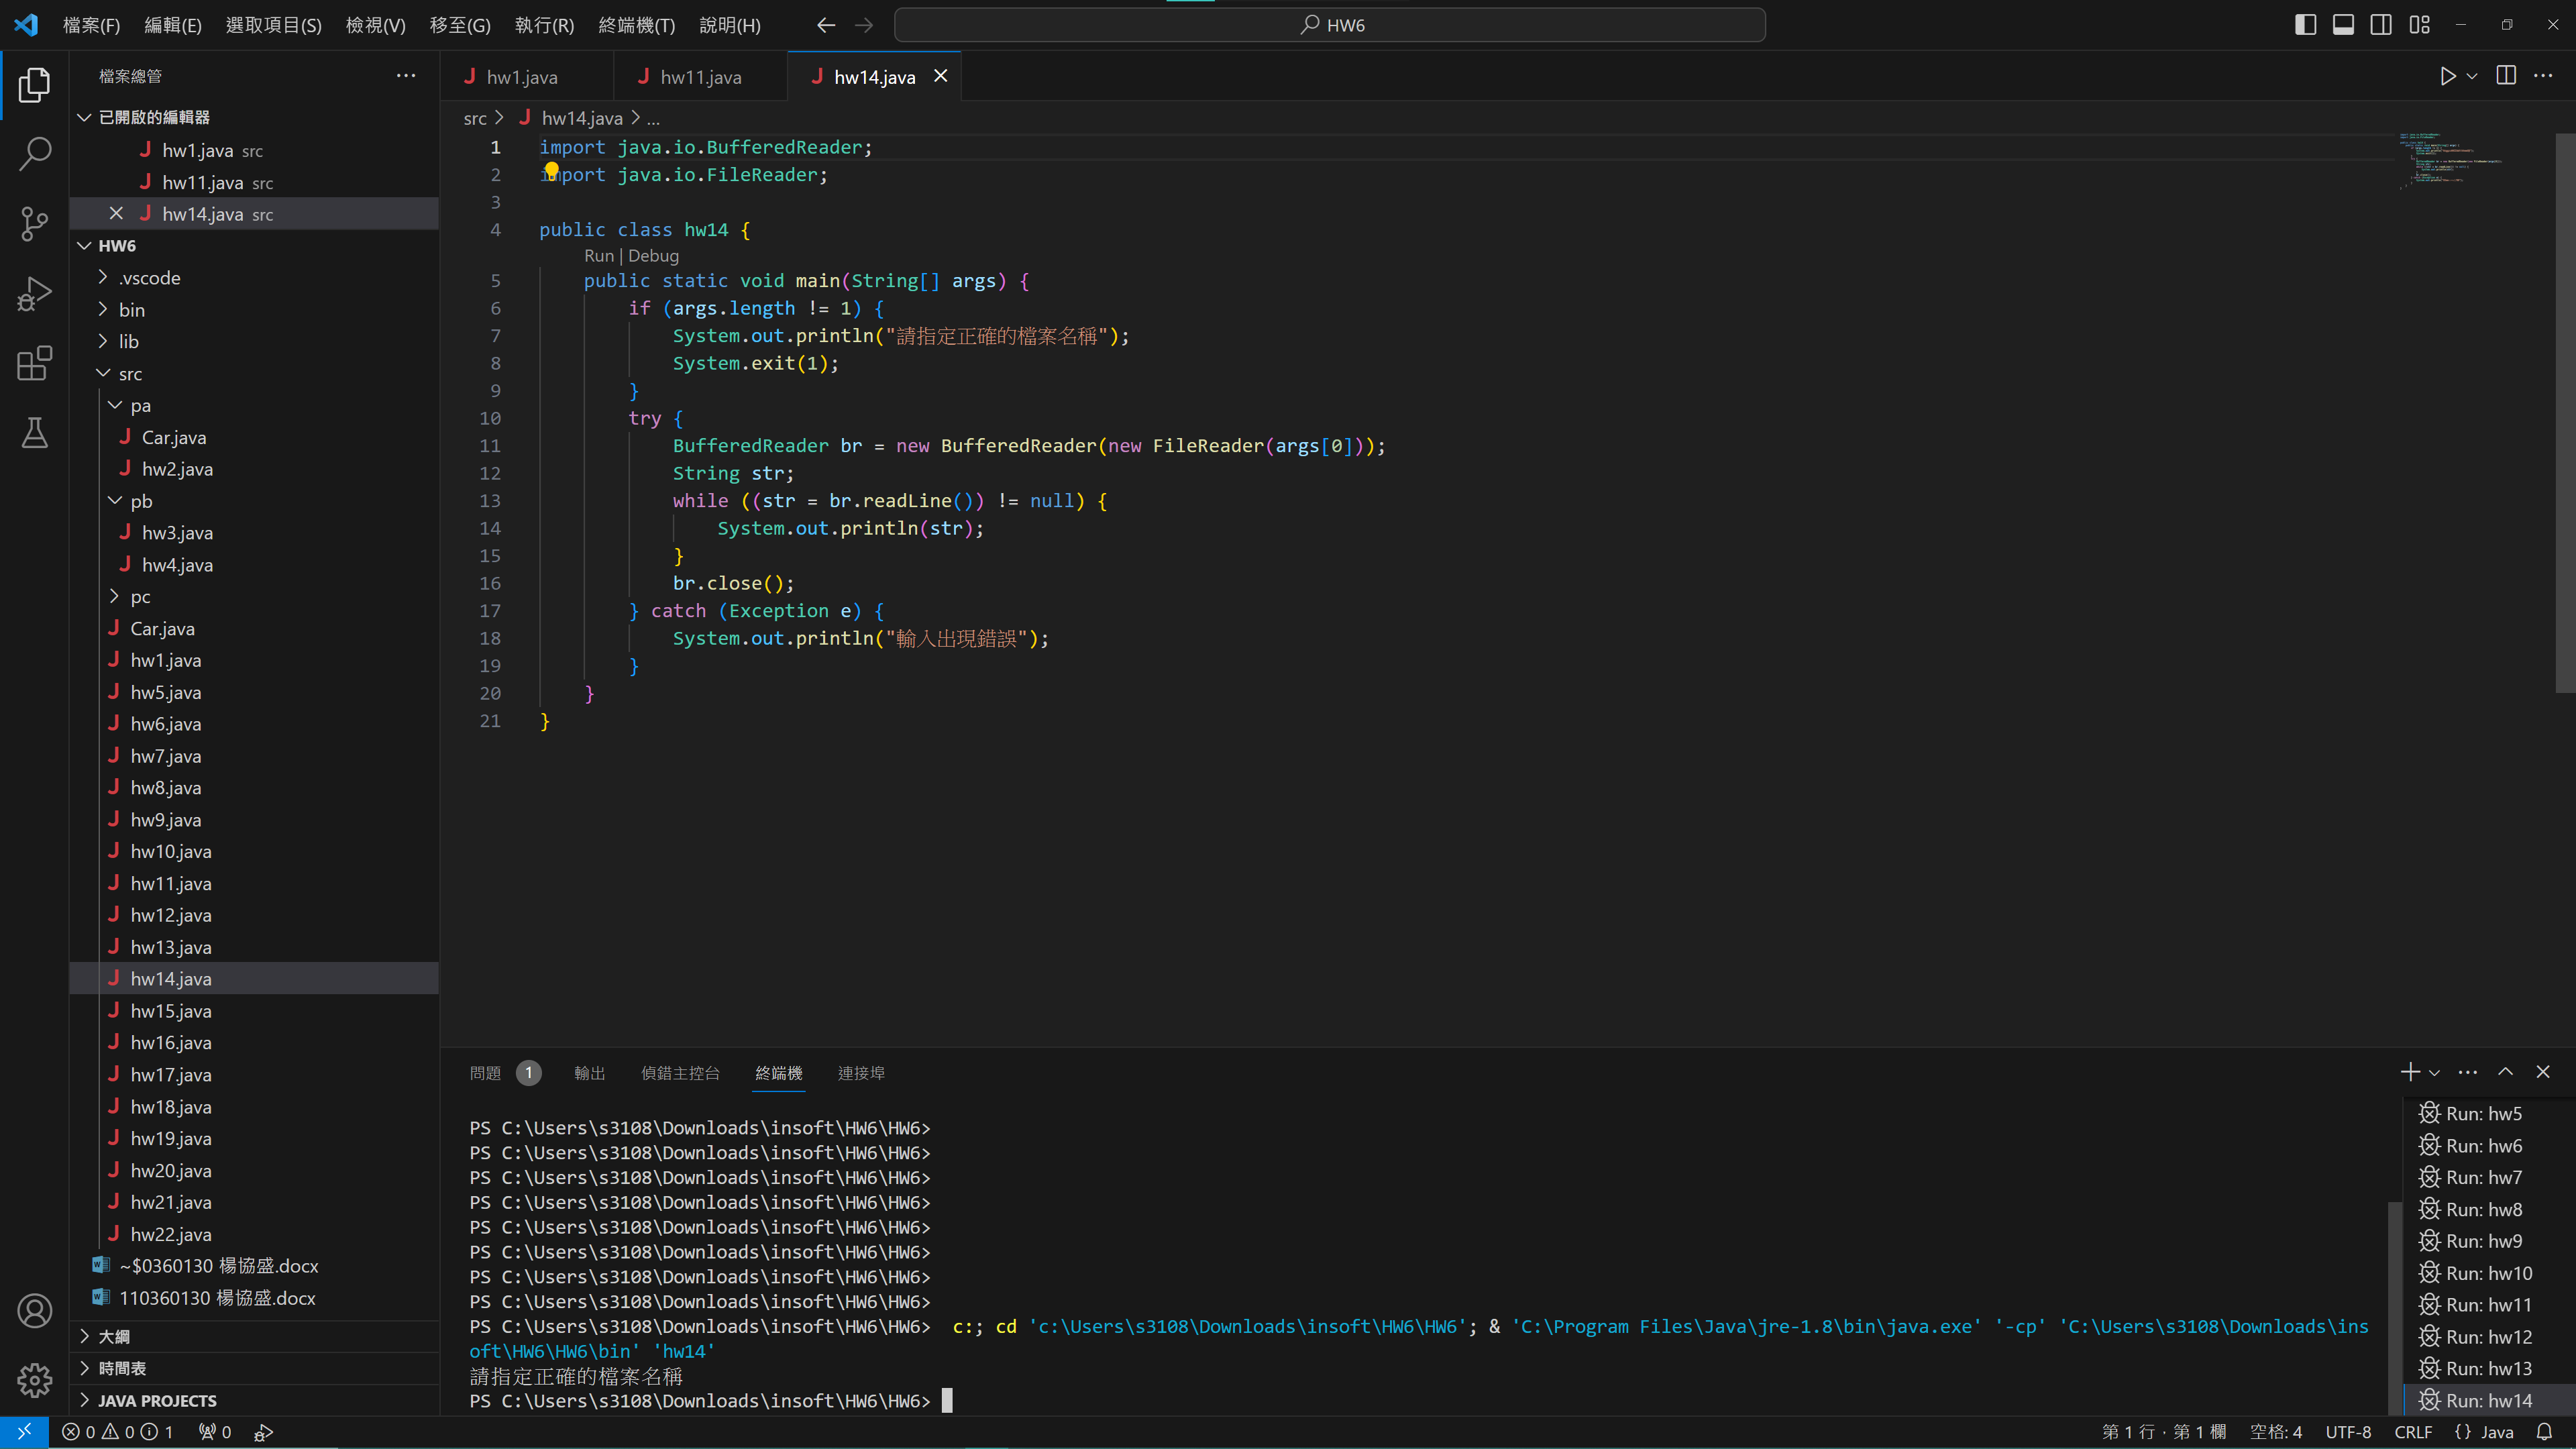 檔案(F) 編輯(E) 選取項目(S) 檢視(V) 移至(G) 執行(R) 終端機(T) 說明(H) HW6
檔案總管
已開啟的編輯器
hw1.java src
hw11.java src
hw14.java src
HW6
.vscode
bin
lib
src
pa
Car.java
hw2.java
pb
hw3.java
hw4.java
pc
Car.java
hw1.java
hw5.java
hw6.java
hw7.java
hw8.java
hw9.java
hw10.java
hw11.java
hw12.java
hw13.java
hw14.java
hw15.java
hw16.java
hw17.java
hw18.java
hw19.java
hw20.java
hw21.java
hw22.java
~$0360130 楊協盛.docx
110360130 楊協盛.docx
大綱
時間表
JAVA PROJECTS
hw1.java hw11.java hw14.java
src > hw14.java > ...
1 import java.io.BufferedReader;
2 import java.io.FileReader;
3
4 public class hw14 {
Run | Debug
5 public static void main(String[] args) {
6 if (args.length != 1) {
7 System.out.println("請指定正確的檔案名稱");
8 System.exit(1);
9 }
10 try {
11 BufferedReader br = new BufferedReader(new FileReader(args[0]));
12 String str;
13 while ((str = br.readLine()) != null) {
14 System.out.println(str);
15 }
16 br.close();
17 } catch (Exception e) {
18 System.out.println("輸入出現錯誤");
19 }
20 }
21 }
問題 1 輸出 偵錯主控台 終端機 連接埠
PS C:\Users\s3108\Downloads\insoft\HW6\HW6>
PS C:\Users\s3108\Downloads\insoft\HW6\HW6>
PS C:\Users\s3108\Downloads\insoft\HW6\HW6>
PS C:\Users\s3108\Downloads\insoft\HW6\HW6>
PS C:\Users\s3108\Downloads\insoft\HW6\HW6>
PS C:\Users\s3108\Downloads\insoft\HW6\HW6>
PS C:\Users\s3108\Downloads\insoft\HW6\HW6>
PS C:\Users\s3108\Downloads\insoft\HW6\HW6>
PS C:\Users\s3108\Downloads\insoft\HW6\HW6> c:; cd 'c:\Users\s3108\Downloads\insoft\HW6\HW6'; & 'C:\Program Files\Java\jre-1.8\bin\java.exe' '-cp' 'C:\Users\s3108\Downloads\ins
oft\HW6\HW6\bin' 'hw14'
請指定正確的檔案名稱
PS C:\Users\s3108\Downloads\insoft\HW6\HW6>
Run: hw5
Run: hw6
Run: hw7
Run: hw8
Run: hw9
Run: hw10
Run: hw11
Run: hw12
Run: hw13
Run: hw14
0 0 1 0 第 1 行，第 1 欄 空格: 4 UTF-8 CRLF {} Java